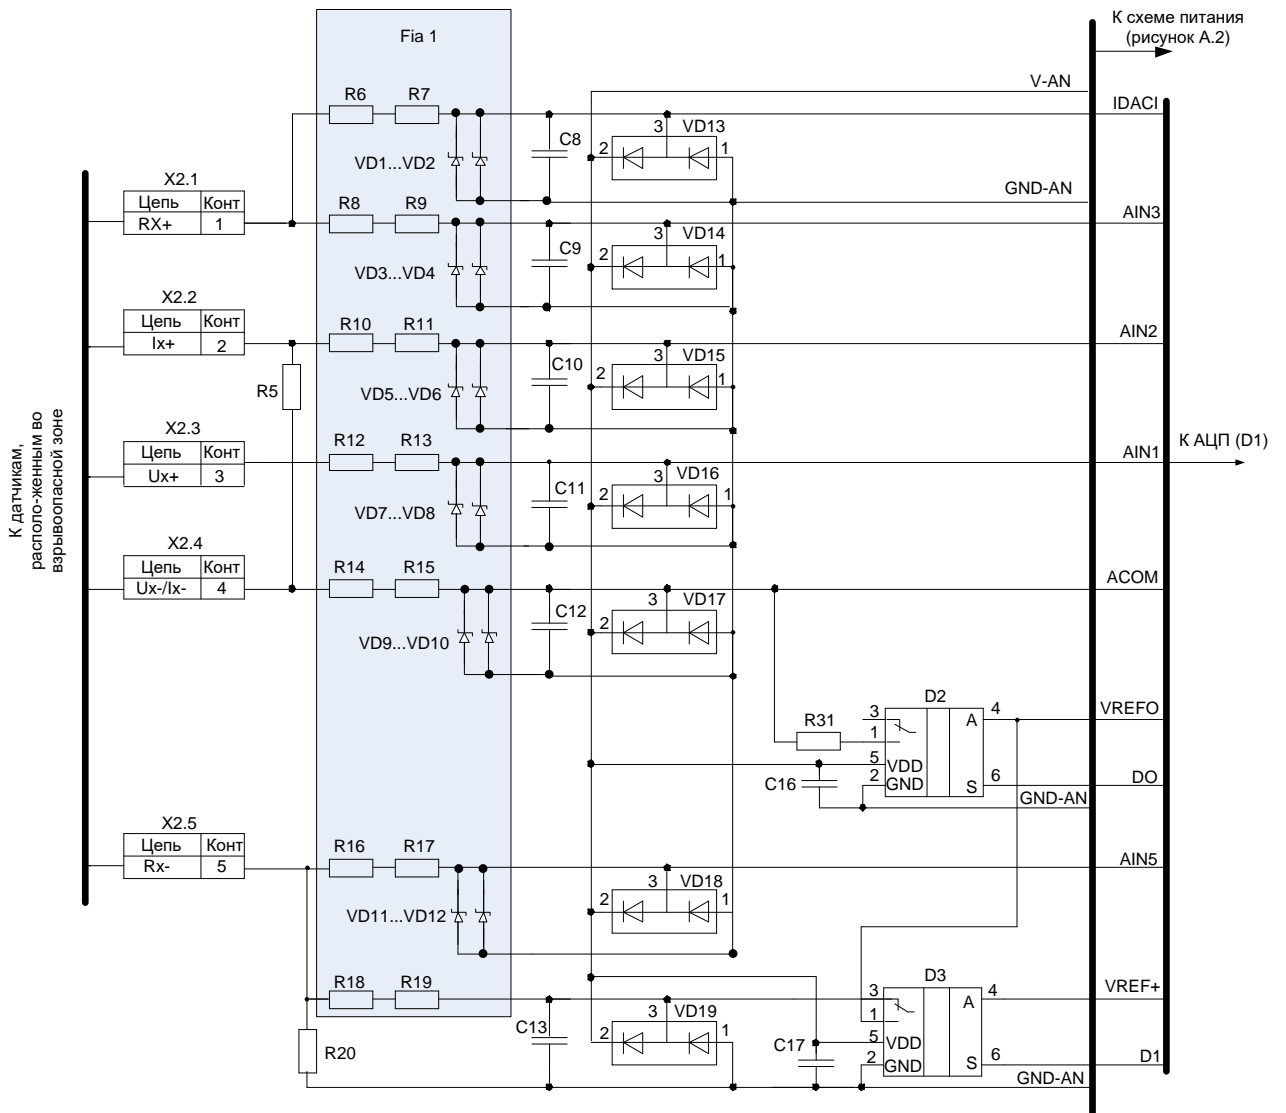 К схеме питания
(рисунок А.2)
Fia 1
V-AN
IDACI
R6 R7
3 VD13
2 1
C8
VD1...VD2
X2.1
Цепь Конт
RX+ 1
GND-AN
R8 R9
AIN3
3 VD14
2 1
C9
VD3...VD4
X2.2
Цепь Конт
Ix+ 2
R10 R11
AIN2
3 VD15
2 1
C10
R5
VD5...VD6
X2.3
Цепь Конт
Ux+ 3
R12 R13
AIN1
К АЦП (D1)
3 VD16
2 1
C11
VD7...VD8
К датчикам,
располо-женным во
взрывоопасной зоне
X2.4
Цепь Конт
Ux-/Ix- 4
R14 R15
ACOM
3 VD17
2 1
C12
VD9...VD10
D2
3 A 4
VREFO
R31
1
5 VDD
2 GND S 6
DO
C16
GND-AN
X2.5
Цепь Конт
Rx- 5
R16 R17
AIN5
3 VD18
2 1
VD11...VD12
R18 R19
D3
3 A 4
VREF+
1
3 VD19
2 1
C13
C17
5 VDD
2 GND S 6
D1
R20
GND-AN